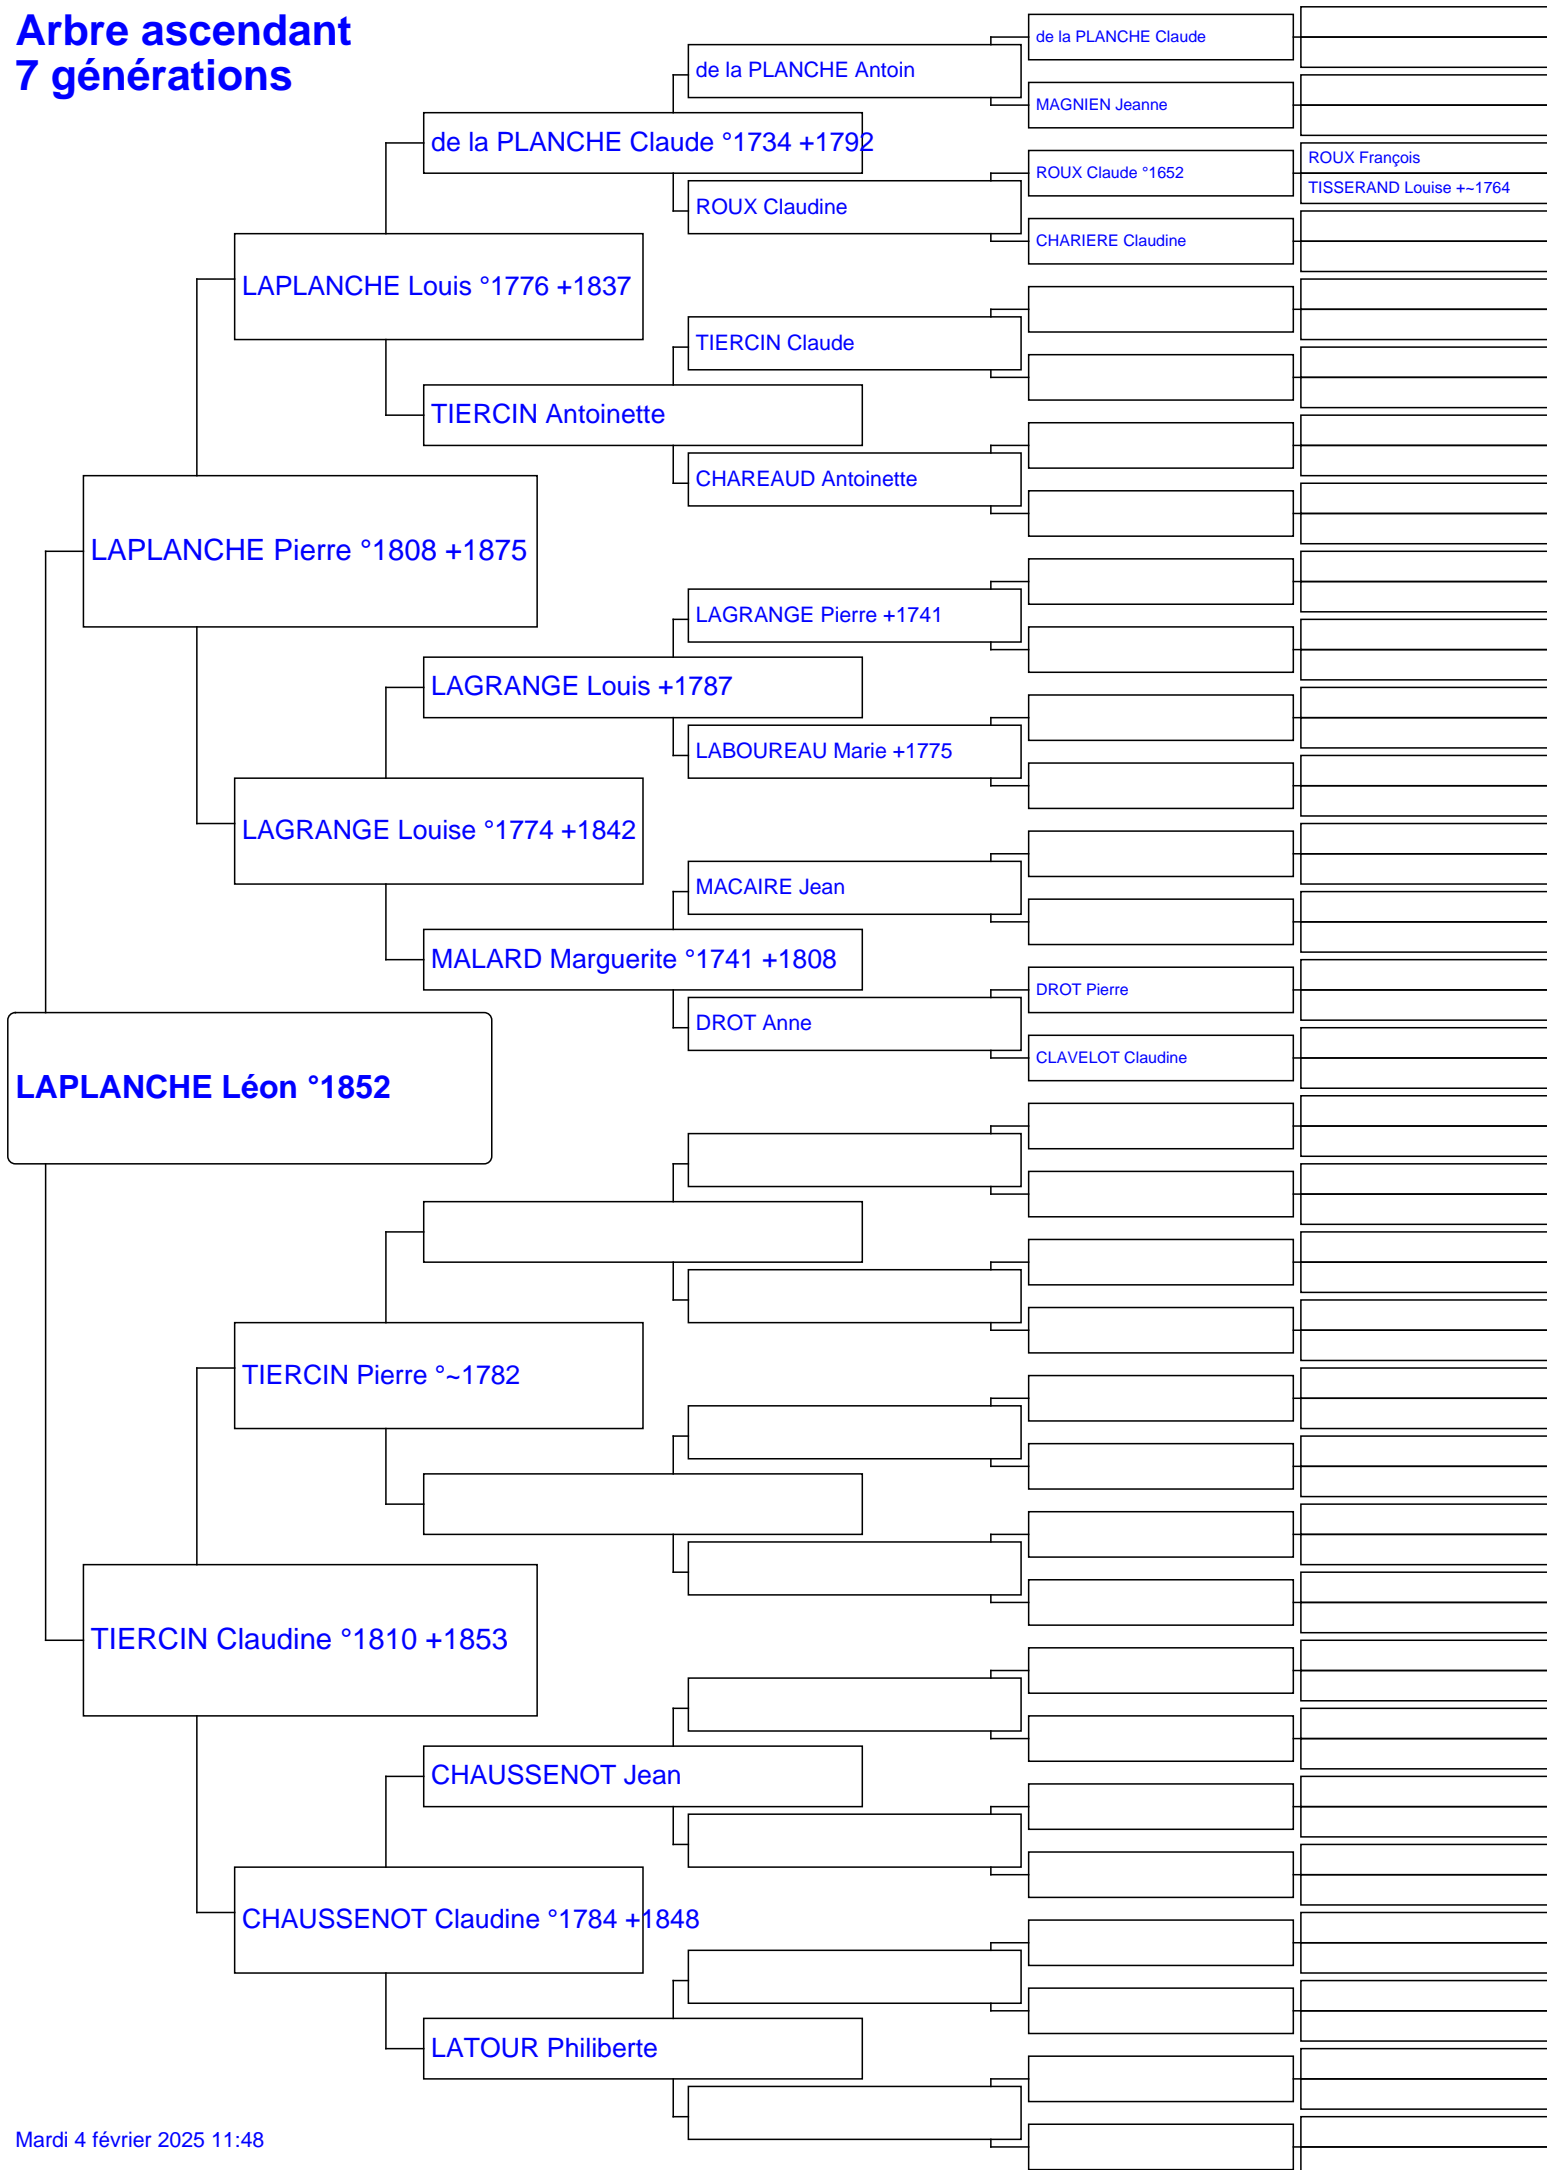 Arbre ascendant
7 générations
de la PLANCHE Claude
de la PLANCHE Antoin
MAGNIEN Jeanne
de la PLANCHE Claude °1734 +1792
ROUX François
ROUX Claude °1652
TISSERAND Louise +~1764
ROUX Claudine
CHARIERE Claudine
LAPLANCHE Louis °1776 +1837
TIERCIN Claude
TIERCIN Antoinette
CHAREAUD Antoinette
LAPLANCHE Pierre °1808 +1875
LAGRANGE Pierre +1741
LAGRANGE Louis +1787
LABOUREAU Marie +1775
LAGRANGE Louise °1774 +1842
MACAIRE Jean
MALARD Marguerite °1741 +1808
DROT Pierre
DROT Anne
CLAVELOT Claudine
LAPLANCHE Léon °1852
TIERCIN Pierre °~1782
TIERCIN Claudine °1810 +1853
CHAUSSENOT Jean
CHAUSSENOT Claudine °1784 +1848
LATOUR Philiberte
Mardi 4 février 2025 11:48